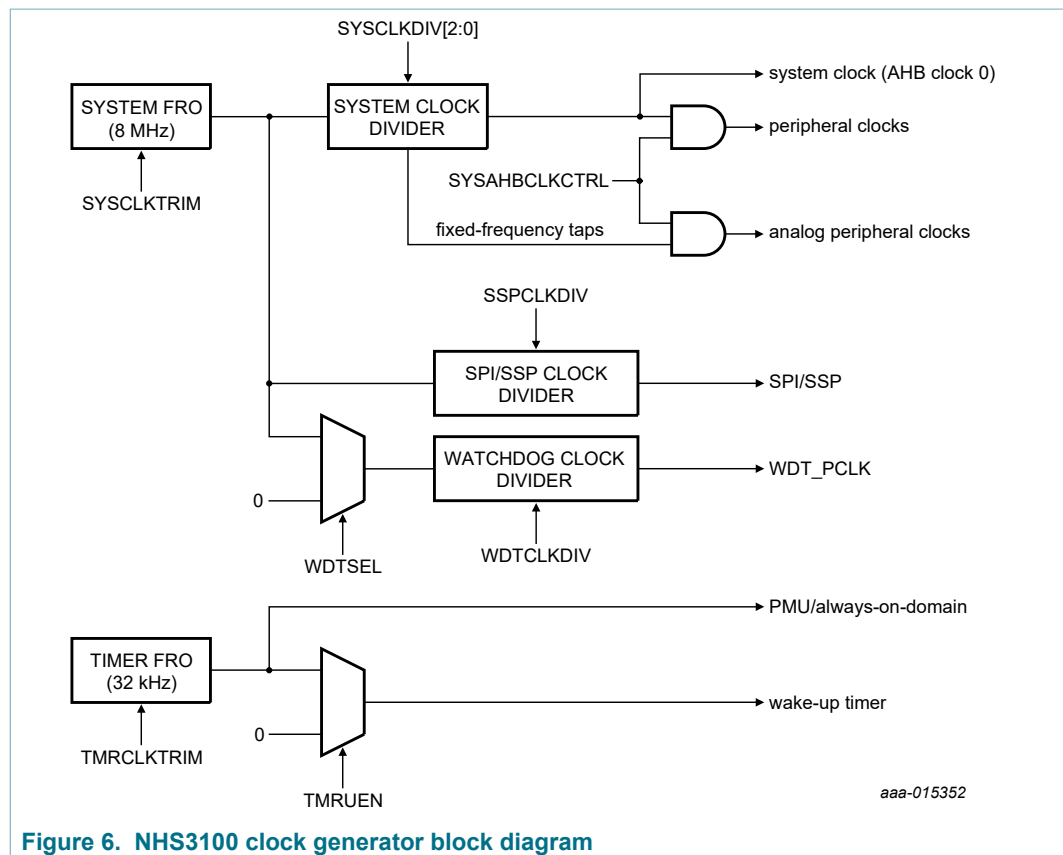 SYSCLKDIV[2:0]
SYSTEM FRO
(8 MHz)
SYSTEM CLOCK
DIVIDER
system clock (AHB clock 0)
peripheral clocks
SYSCLKTRIM
SYSAHBCLKCTRL
fixed-frequency taps
analog peripheral clocks
SSPCLKDIV
SPI/SSP CLOCK
DIVIDER
SPI/SSP
WATCHDOG CLOCK
DIVIDER
WDT_PCLK
0
WDTSEL
WDTCLKDIV
PMU/always-on-domain
TIMER FRO
(32 kHz)
wake-up timer
0
TMRCLKTRIM
TMRUEN
aaa-015352
Figure 6. NHS3100 clock generator block diagram